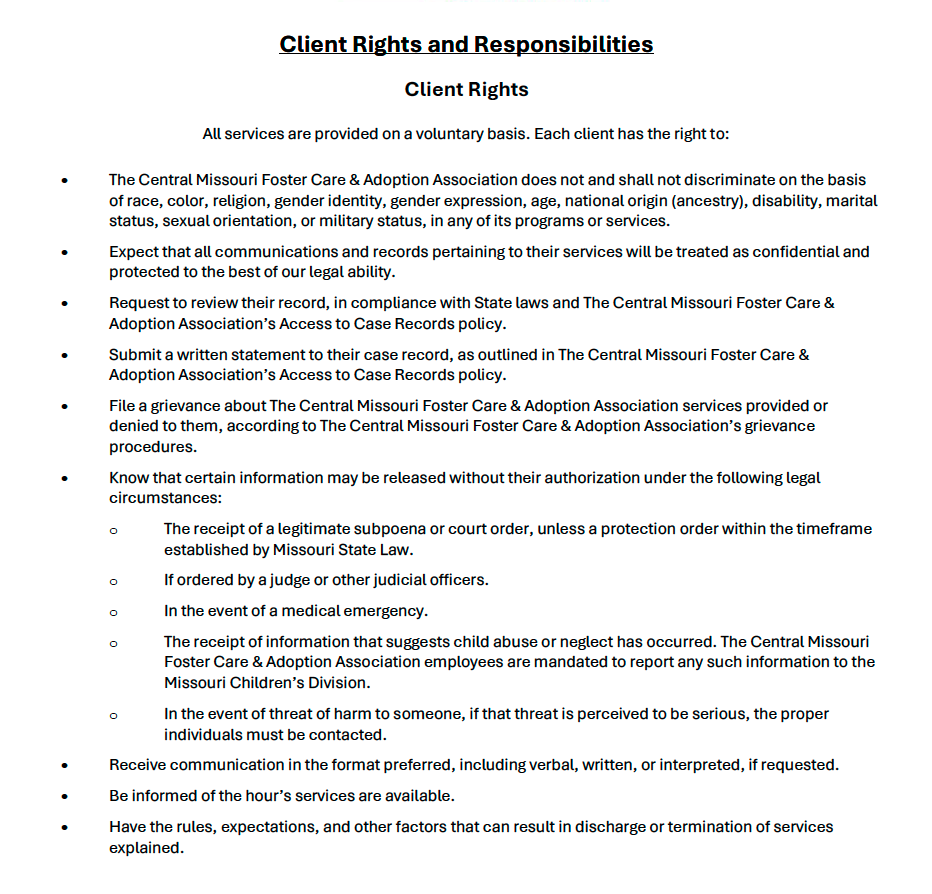 Client Rights and Responsibilities
Client Rights
All services are provided on a voluntary basis. Each client has the right to:
• The Central Missouri Foster Care & Adoption Association does not and shall not discriminate on the basis
of race, color, religion, gender identity, gender expression, age, national origin (ancestry), disability, marital
status, sexual orientation, or military status, in any of its programs or services.
• Expect that all communications and records pertaining to their services will be treated as confidential and
protected to the best of our legal ability.
• Request to review their record, in compliance with State laws and The Central Missouri Foster Care &
Adoption Association’s Access to Case Records policy.
• Submit a written statement to their case record, as outlined in The Central Missouri Foster Care &
Adoption Association’s Access to Case Records policy.
• File a grievance about The Central Missouri Foster Care & Adoption Association services provided or
denied to them, according to The Central Missouri Foster Care & Adoption Association’s grievance
procedures.
• Know that certain information may be released without their authorization under the following legal
circumstances:
o The receipt of a legitimate subpoena or court order, unless a protection order within the timeframe
established by Missouri State Law.
o If ordered by a judge or other judicial officers.
o In the event of a medical emergency.
o The receipt of information that suggests child abuse or neglect has occurred. The Central Missouri
Foster Care & Adoption Association employees are mandated to report any such information to the
Missouri Children’s Division.
o In the event of threat of harm to someone, if that threat is perceived to be serious, the proper
individuals must be contacted.
• Receive communication in the format preferred, including verbal, written, or interpreted, if requested.
• Be informed of the hour’s services are available.
• Have the rules, expectations, and other factors that can result in discharge or termination of services
explained.